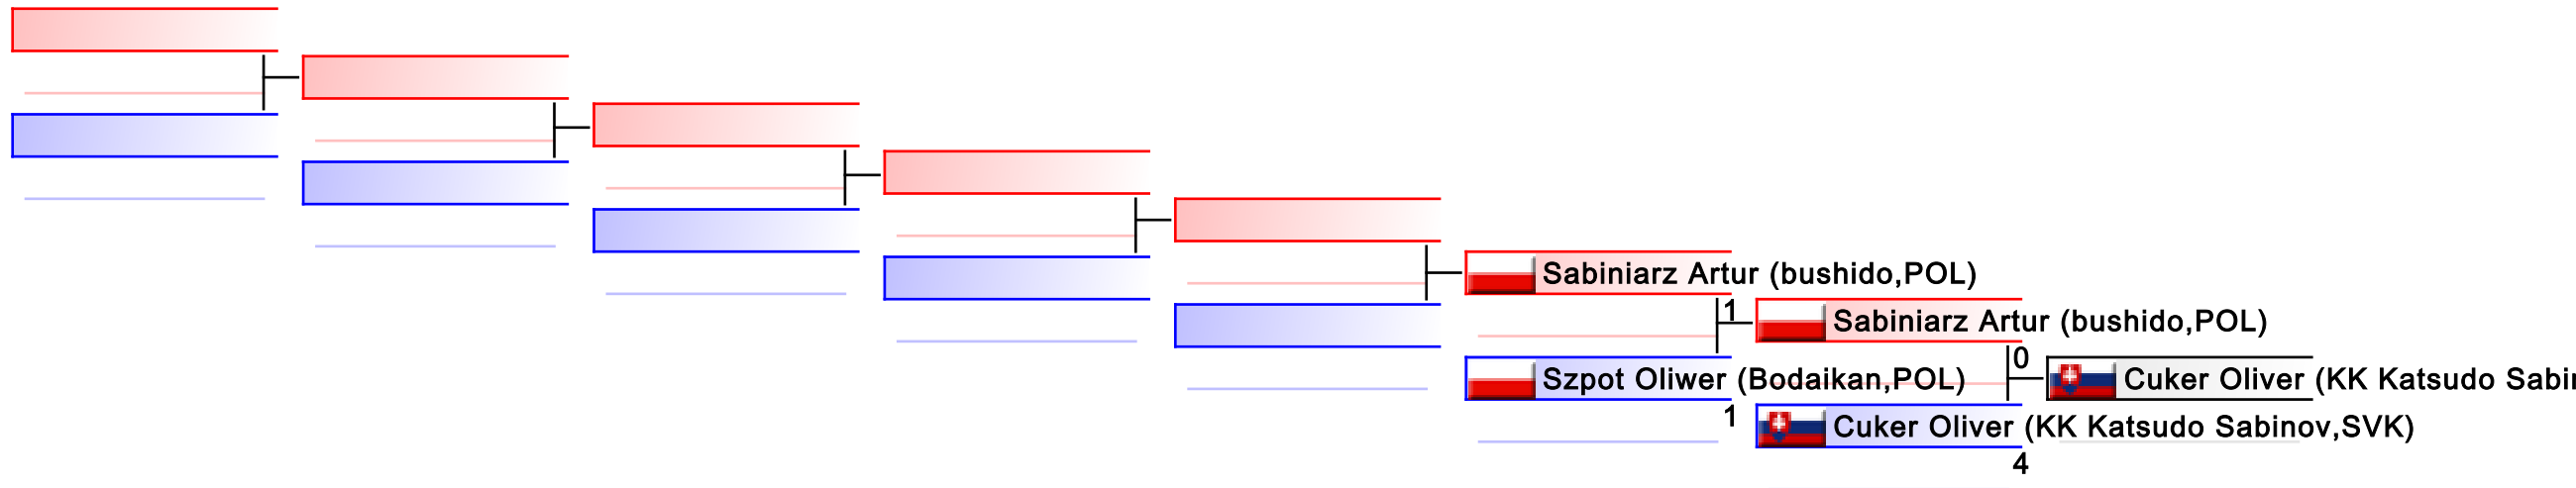 Sabiniarz Artur (bushido,POL)
1
Sabiniarz Artur (bushido,POL)
Szpot Oliwer (Bodaikan,POL)
1
0
Cuker Oliver (KK Katsudo Sabi
Cuker Oliver (KK Katsudo Sabinov,SVK)
4